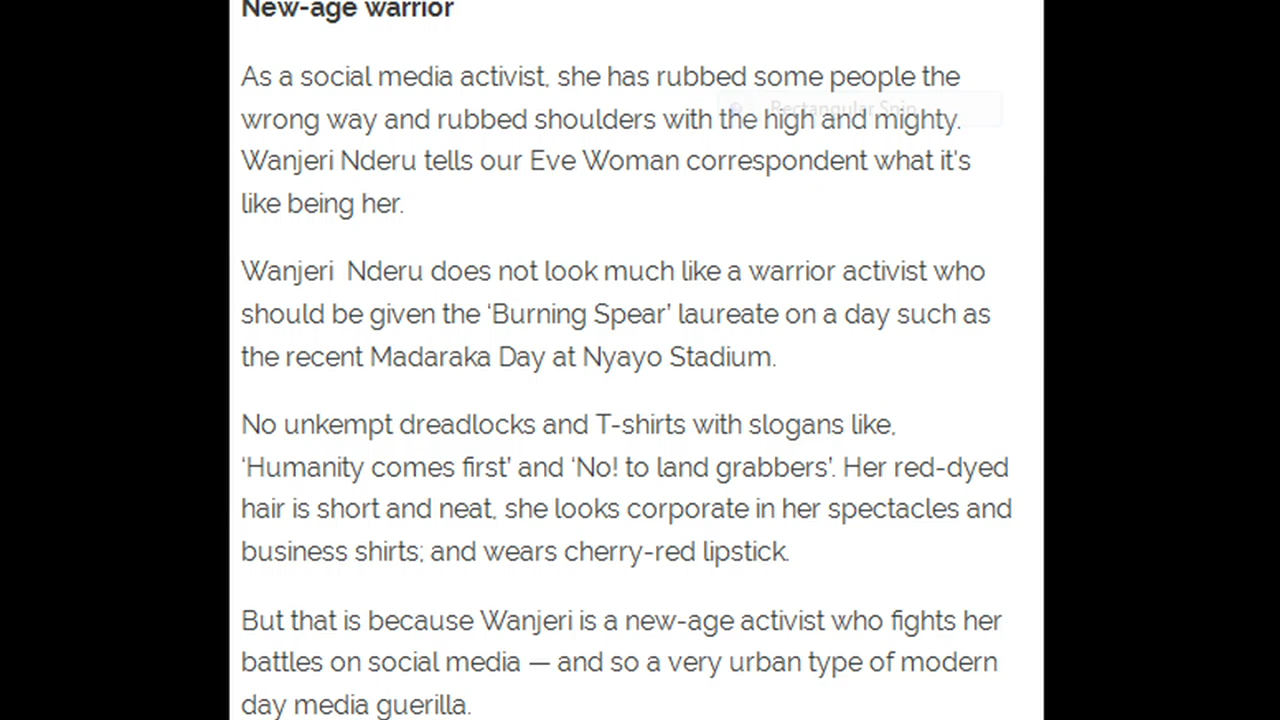 New-age warrior
As a social media activist, she has rubbed some people the
wrong way and rubbed shoulders with the high and mighty.
Rectangular Snip
Wanjeri Nderu tells our Eve Woman correspondent what it's
like being her.
Wanjeri  Nderu does not look much like a warrior activist who
should be given the ‘Burning Spear’ laureate on a day such as
the recent Madaraka Day at Nyayo Stadium.
No unkempt dreadlocks and T-shirts with slogans like,
‘Humanity comes first’ and ‘No! to land grabbers’. Her red-dyed
hair is short and neat, she looks corporate in her spectacles and
business shirts; and wears cherry-red lipstick.
But that is because Wanjeri is a new-age activist who fights her
battles on social media — and so a very urban type of modern
day media guerilla.